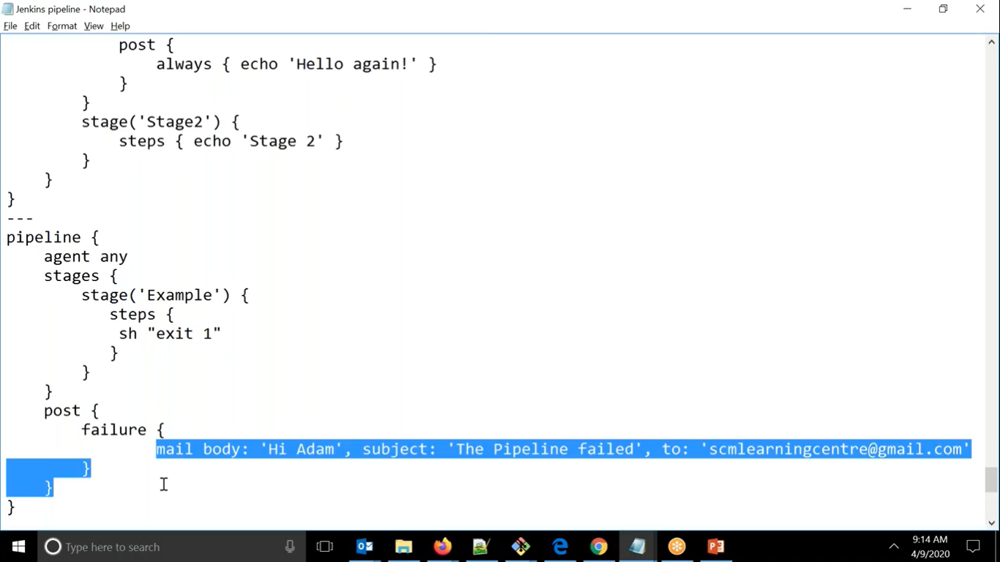 Jenkins pipeline - Notepad
File Edit Format View Help
            post {
                always { echo 'Hello again!' }
            }
        }
        stage('Stage2') {
            steps { echo 'Stage 2' }
        }
    }
}
---
pipeline {
    agent any
    stages {
        stage('Example') {
           steps {
            sh "exit 1"
           }
        }
    }
    post {
        failure {
                mail body: 'Hi Adam', subject: 'The Pipeline failed', to: 'scmlearningcentre@gmail.com'
        }
    }
}
Type here to search
9:14 AM
4/9/2020